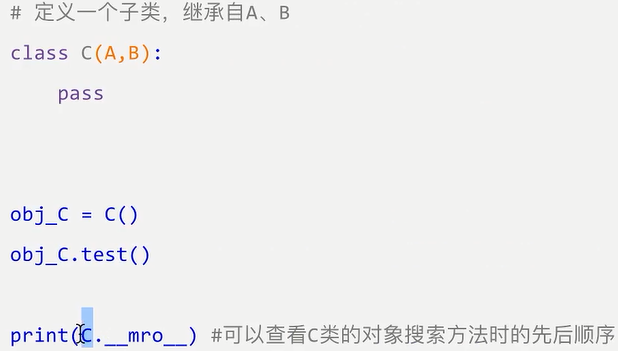 # 定义一个子类，继承自A、B
class C(A,B):
    pass
obj_C = C()
obj_C.test()
print(C.__mro__) #可以查看C类的对象搜索方法时的先后顺序